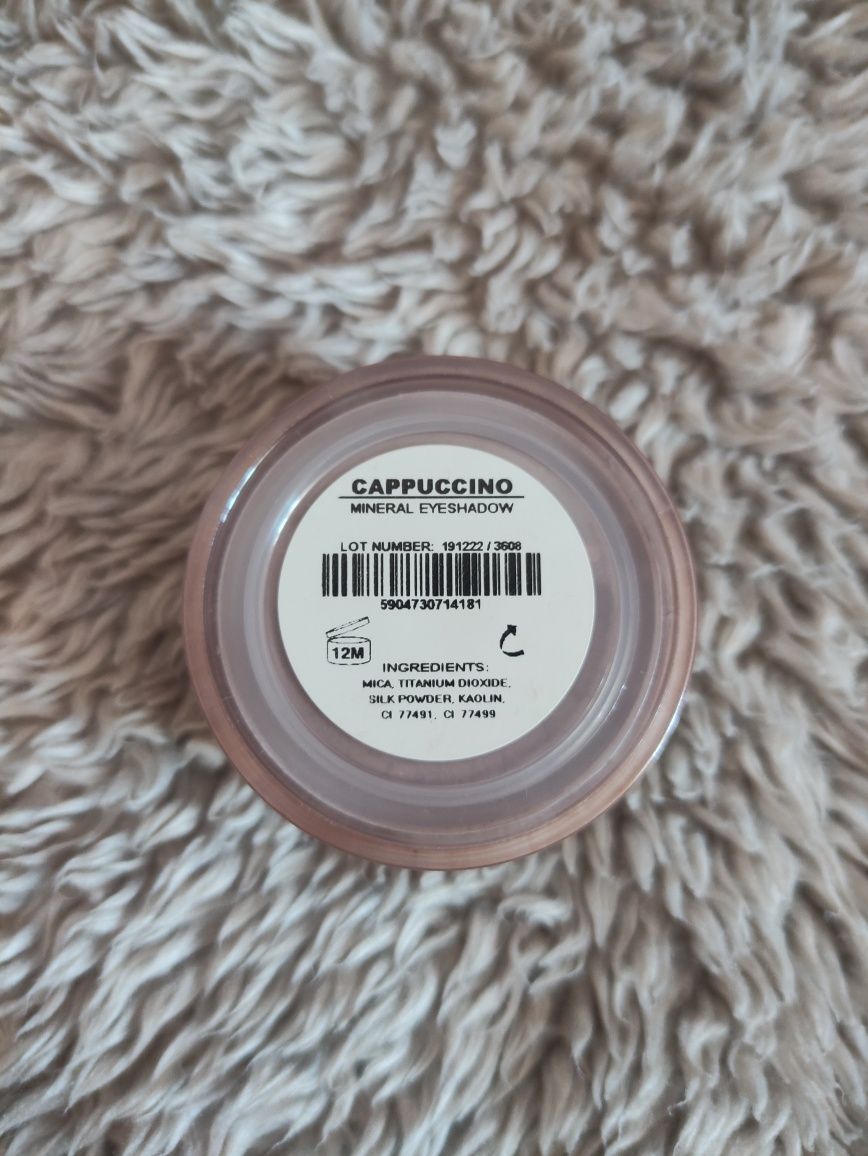 CAPPUCCINO
MINERAL EYESHADOW
LOT NUMBER: 191222 / 3608
5904730714181
12M
INGREDIENTS:
MICA, TITANIUM DIOXIDE,
SILK POWDER, KAOLIN,
CI 77491, CI 77499